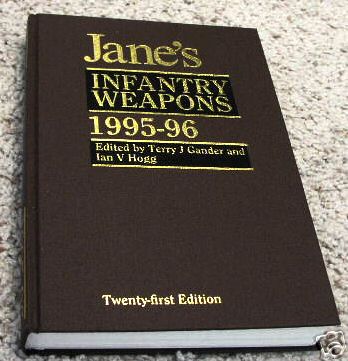 Jane's
INFANTRY
WEAPONS
1995-96
Edited by Terry J Gander and
Ian V Hogg
Twenty-first Edition